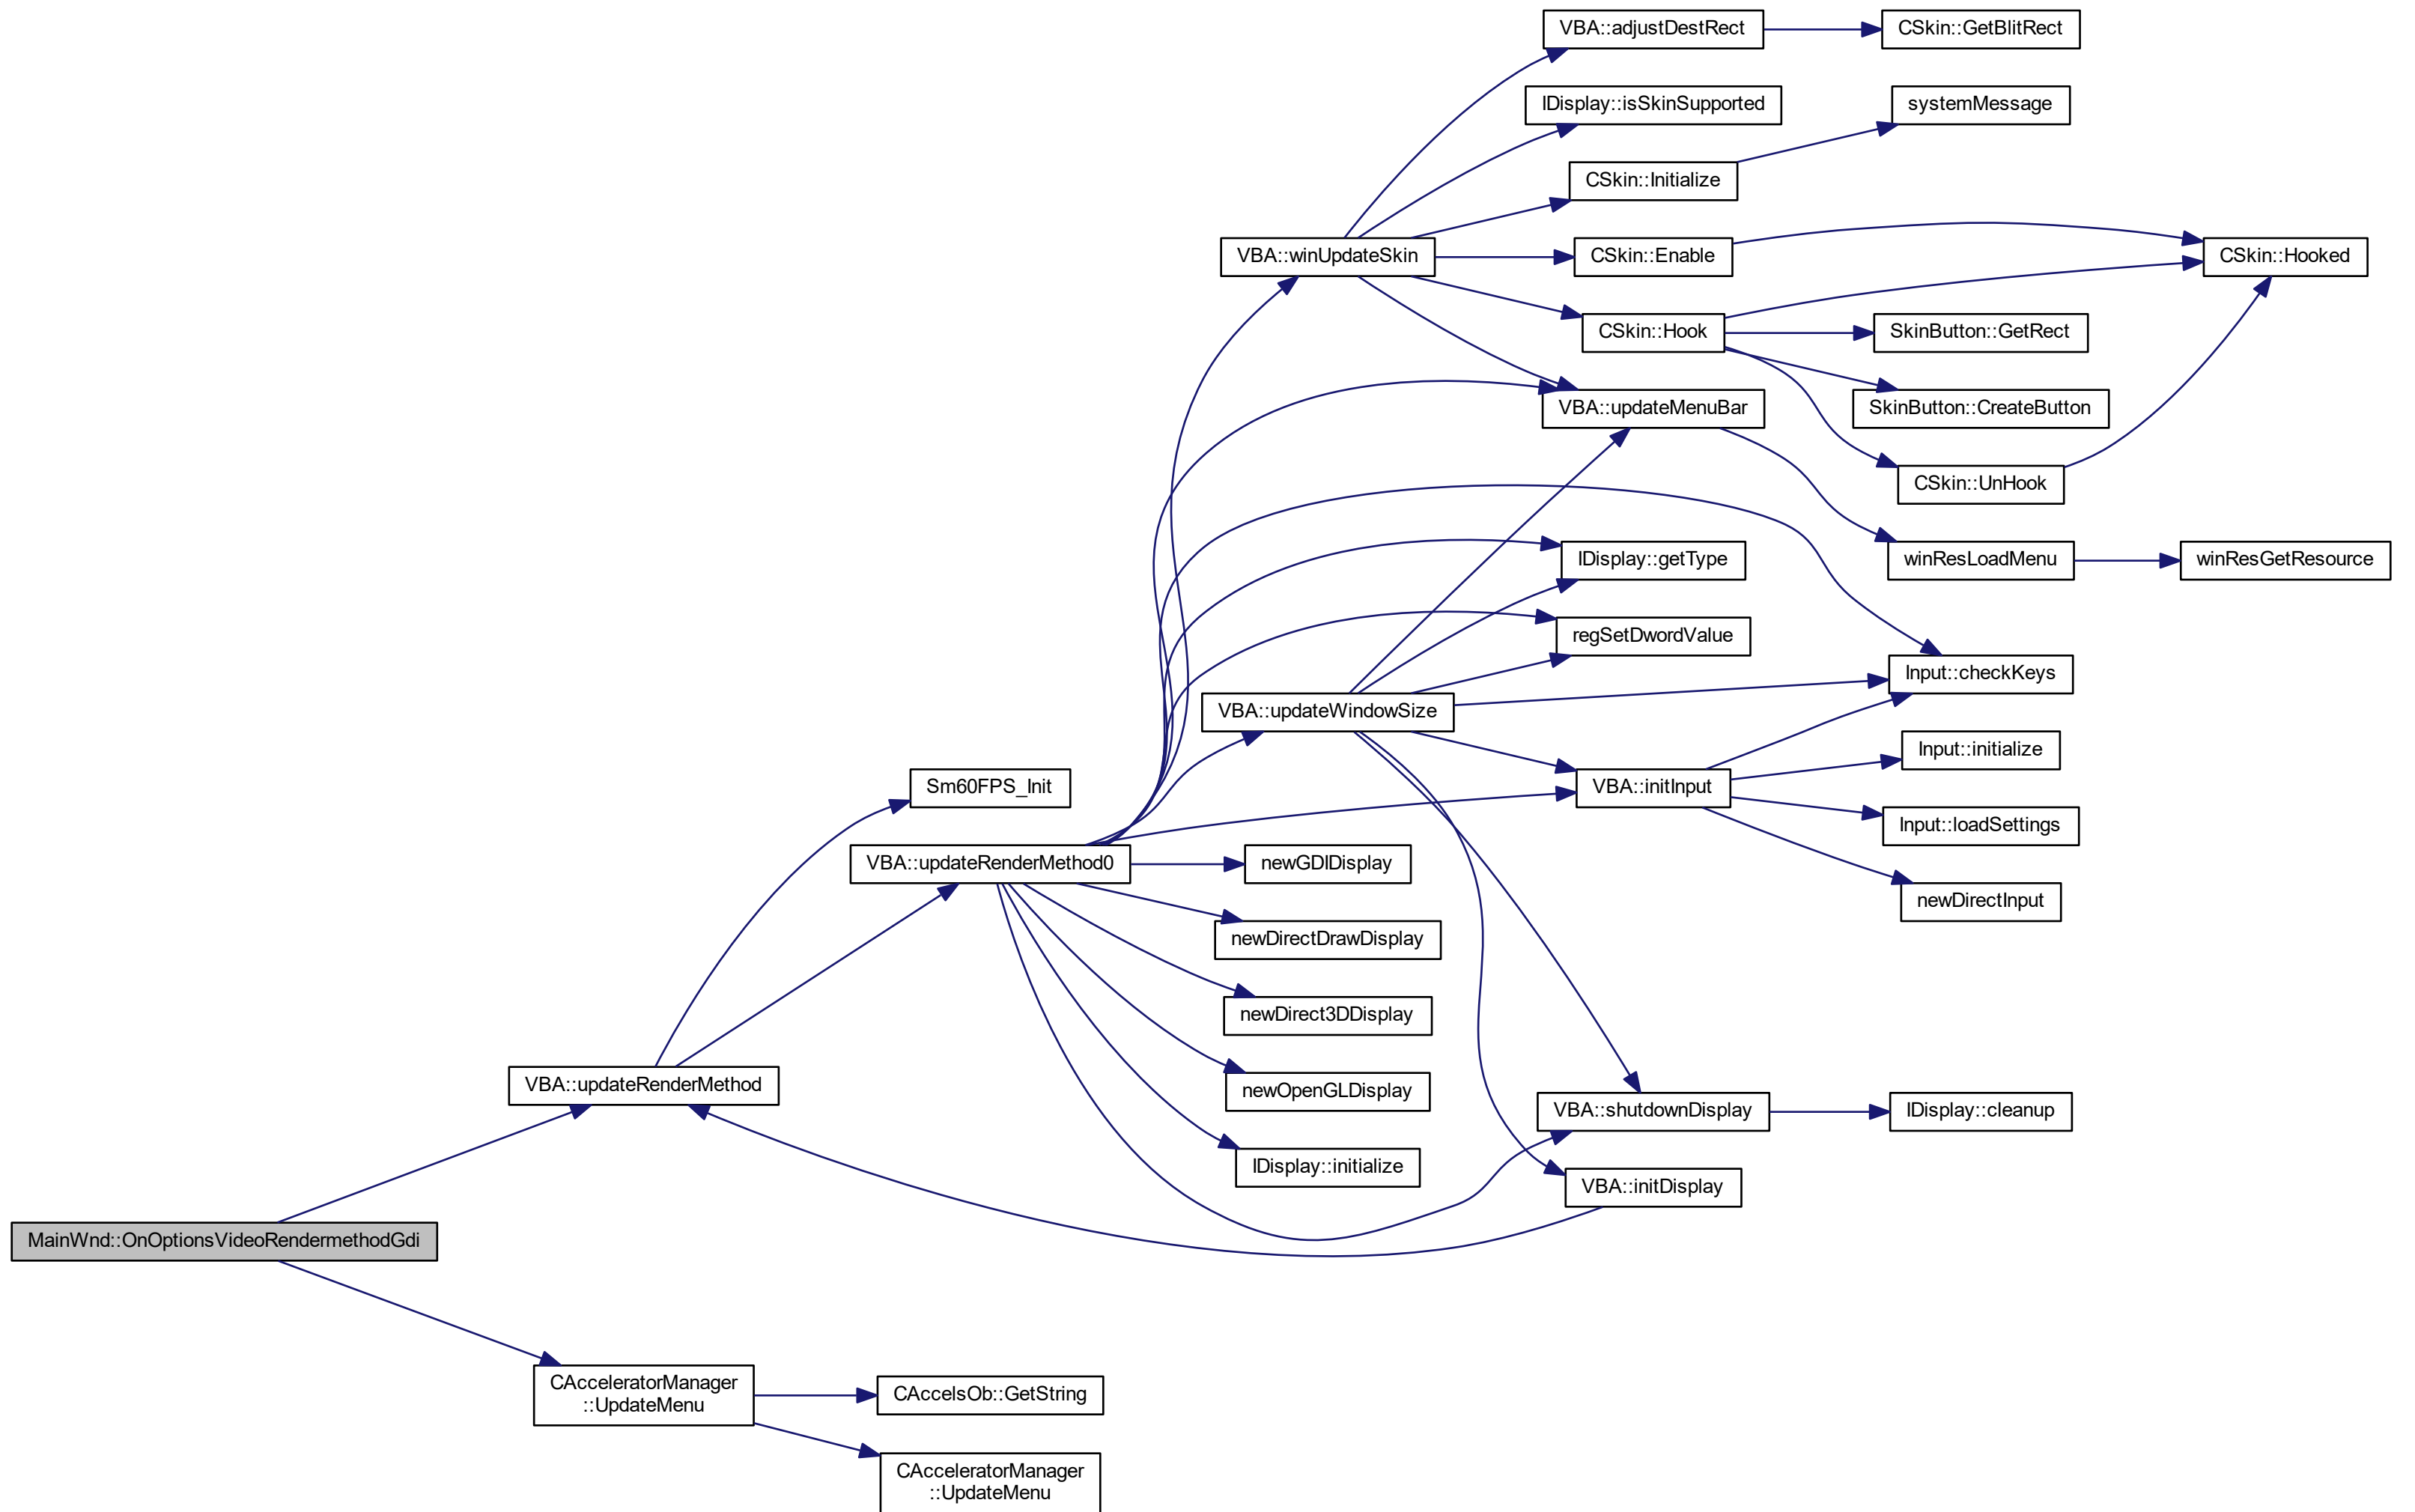 VBA::adjustDestRect
CSkin::GetBlitRect
IDisplay::isSkinSupported
systemMessage
CSkin::Initialize
VBA::winUpdateSkin
CSkin::Enable
CSkin::Hooked
CSkin::Hook
SkinButton::GetRect
VBA::updateMenuBar
SkinButton::CreateButton
CSkin::UnHook
IDisplay::getType
winResLoadMenu
winResGetResource
regSetDwordValue
Input::checkKeys
VBA::updateWindowSize
Input::initialize
Sm60FPS_Init
VBA::initInput
Input::loadSettings
VBA::updateRenderMethod0
newGDIDisplay
newDirectInput
newDirectDrawDisplay
newDirect3DDisplay
VBA::updateRenderMethod
newOpenGLDisplay
VBA::shutdownDisplay
IDisplay::cleanup
IDisplay::initialize
VBA::initDisplay
MainWnd::OnOptionsVideoRendermethodGdi
CAcceleratorManager
::UpdateMenu
CAccelsOb::GetString
CAcceleratorManager
::UpdateMenu